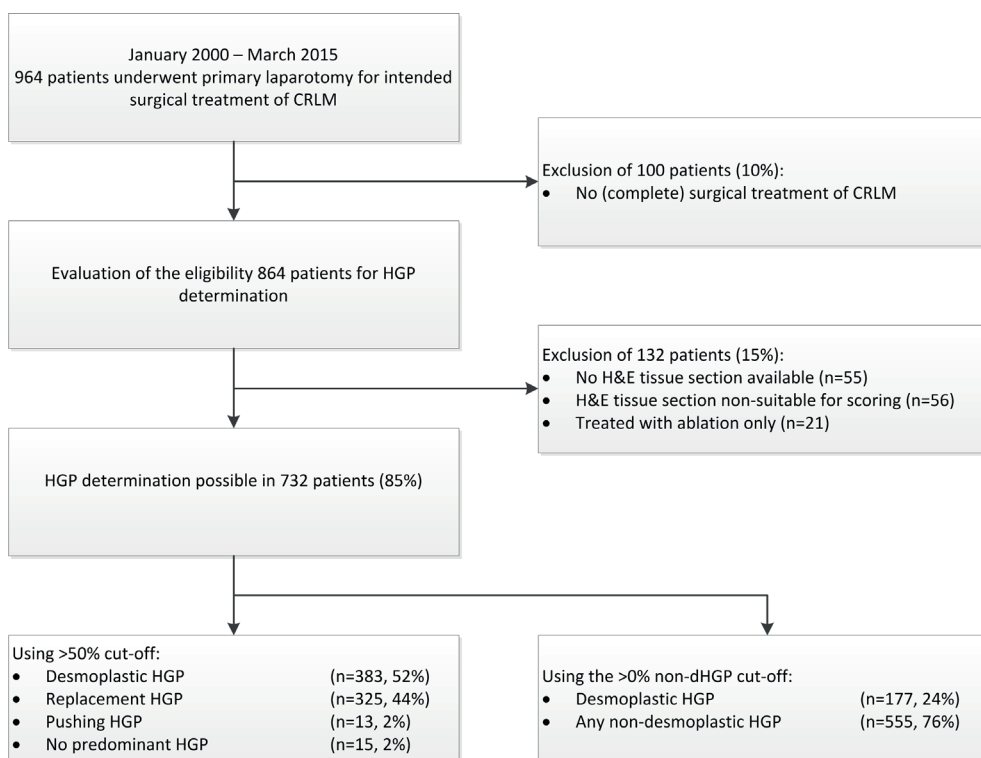 January 2000 – March 2015
964 patients underwent primary laparotomy for intended
surgical treatment of CRLM
Exclusion of 100 patients (10%):
• No (complete) surgical treatment of CRLM
Evaluation of the eligibility 864 patients for HGP
determination
Exclusion of 132 patients (15%):
• No H&E tissue section available (n=55)
• H&E tissue section non-suitable for scoring (n=56)
• Treated with ablation only (n=21)
HGP determination possible in 732 patients (85%)
Using >50% cut-off:
• Desmoplastic HGP (n=383, 52%)
• Replacement HGP (n=325, 44%)
• Pushing HGP (n=13, 2%)
• No predominant HGP (n=15, 2%)
Using the >0% non-dHGP cut-off:
• Desmoplastic HGP (n=177, 24%)
• Any non-desmoplastic HGP (n=555, 76%)